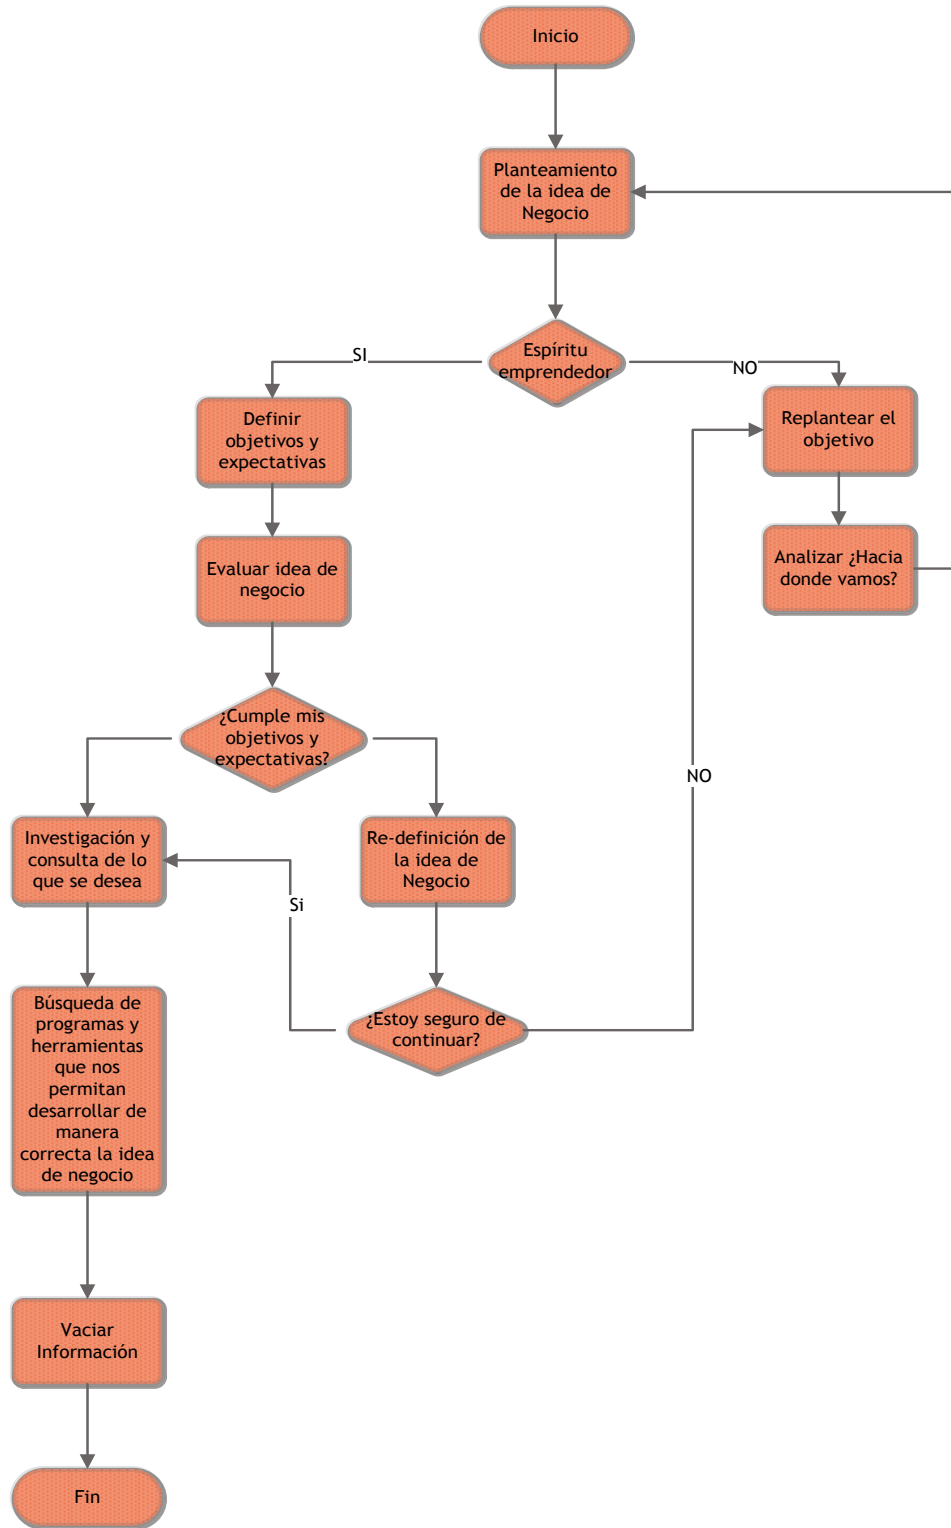 Inicio
Planteamiento
de la idea de
Negocio
Espíritu
emprendedor
SI
NO
Definir
objetivos y
expectativas
Replantear el
objetivo
Evaluar idea de
negocio
Analizar ¿Hacia
donde vamos?
¿Cumple mis
objetivos y
expectativas?
NO
Investigación y
consulta de lo
que se desea
Re-definición de
la idea de
Negocio
Si
Búsqueda de
programas y
herramientas
que nos
permitan
desarrollar de
manera
correcta la idea
de negocio
¿Estoy seguro de
continuar?
Vaciar
Información
Fin